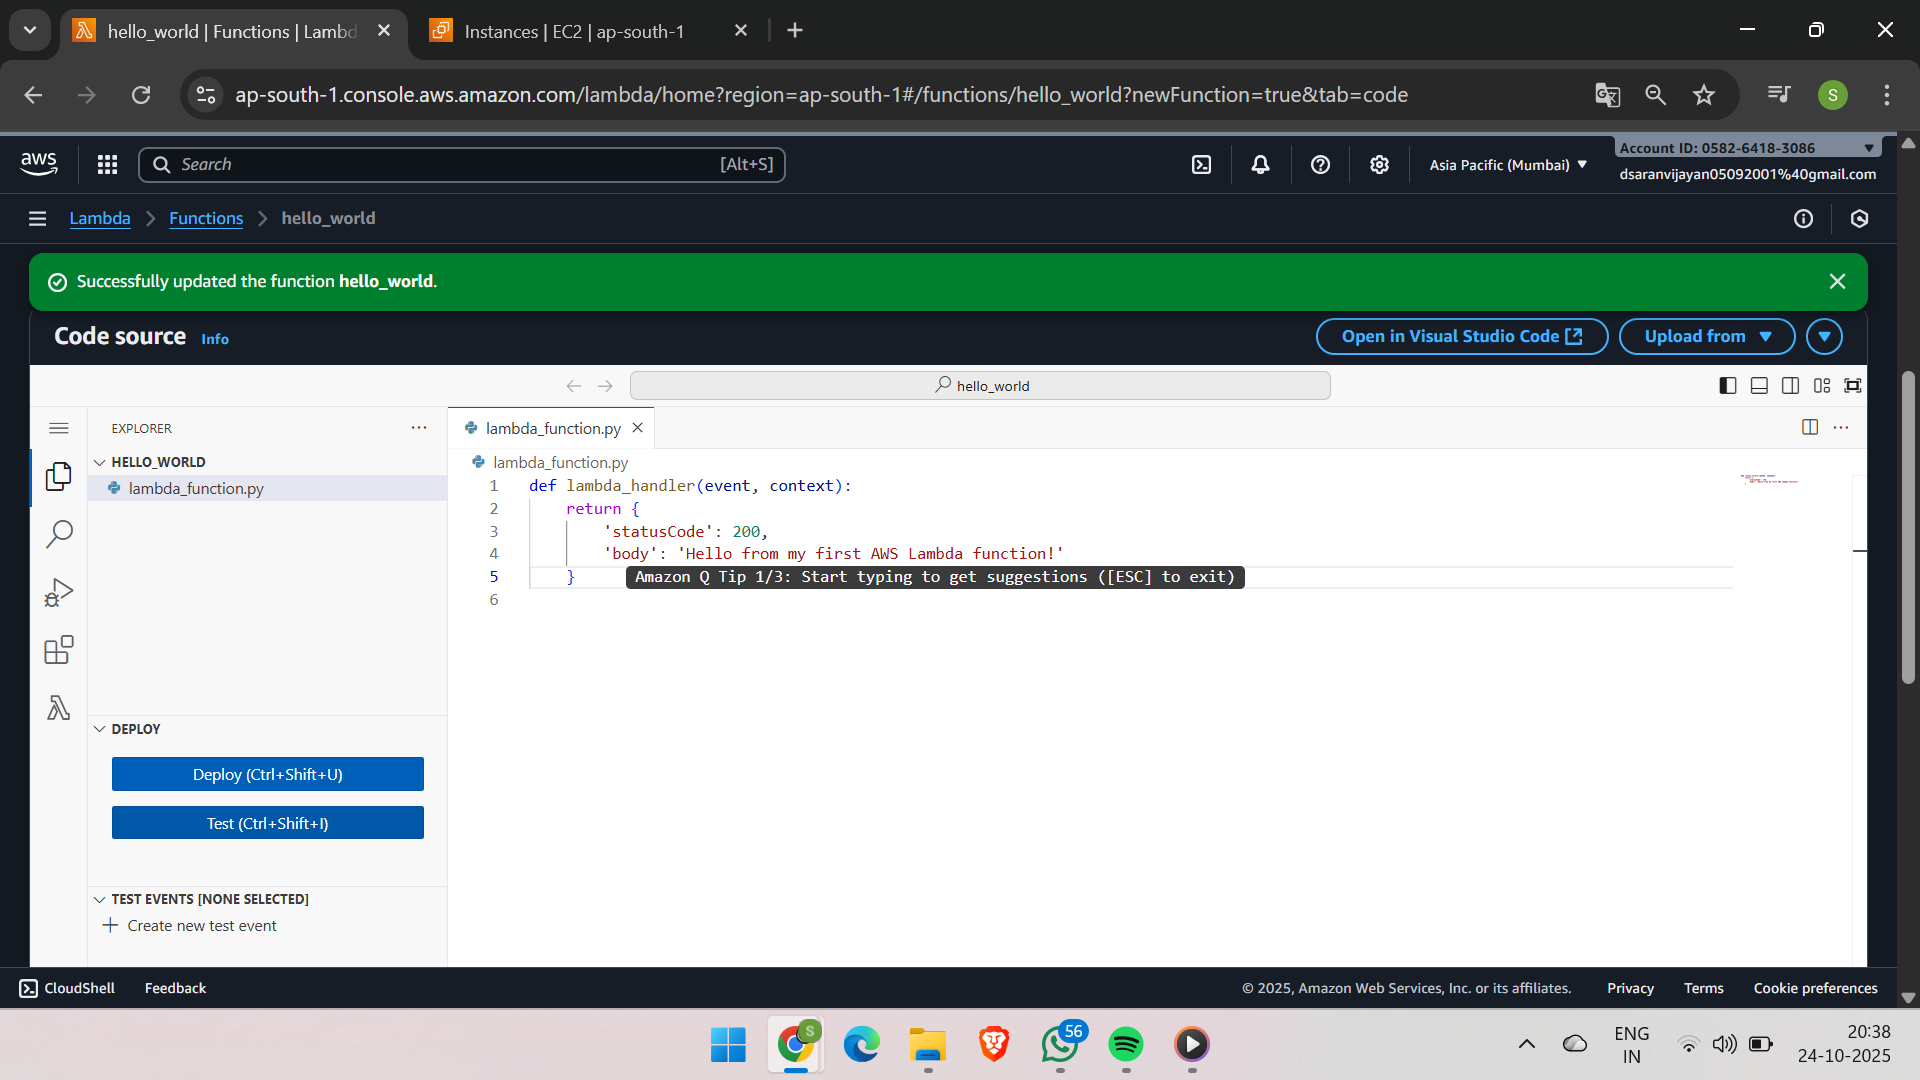 hello_world | Functions | Lambd
Instances | EC2 | ap-south-1
ap-south-1.console.aws.amazon.com/lambda/home?region=ap-south-1#/functions/hello_world?newFunction=true&tab=code
S
aws
Search
[Alt+S]
Asia Pacific (Mumbai)
Account ID: 0582-6418-3086
dsaranvijayan05092001%40gmail.com
Lambda
Functions
hello_world
Successfully updated the function hello_world.
Code source
Info
Open in Visual Studio Code
Upload from
hello_world
EXPLORER
lambda_function.py
HELLO_WORLD
lambda_function.py
lambda_function.py
1 def lambda_handler(event, context):
2 return {
3 'statusCode': 200,
4 'body': 'Hello from my first AWS Lambda function!'
5 } Amazon Q Tip 1/3: Start typing to get suggestions ([ESC] to exit)
6
DEPLOY
Deploy (Ctrl+Shift+U)
Test (Ctrl+Shift+I)
TEST EVENTS [NONE SELECTED]
Create new test event
CloudShell
Feedback
© 2025, Amazon Web Services, Inc. or its affiliates.
Privacy
Terms
Cookie preferences
S
56
ENG
IN
20:38
24-10-2025